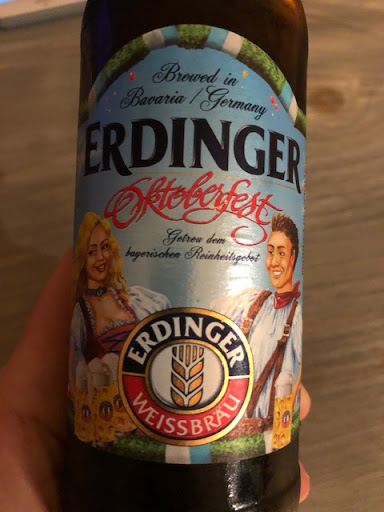 Brewed in
Bavaria / Germany
ERDINGER
Oktoberfest
Getreu dem
bayerischen Reinheitsgebot
ERDINGER
WEISSBRÄU